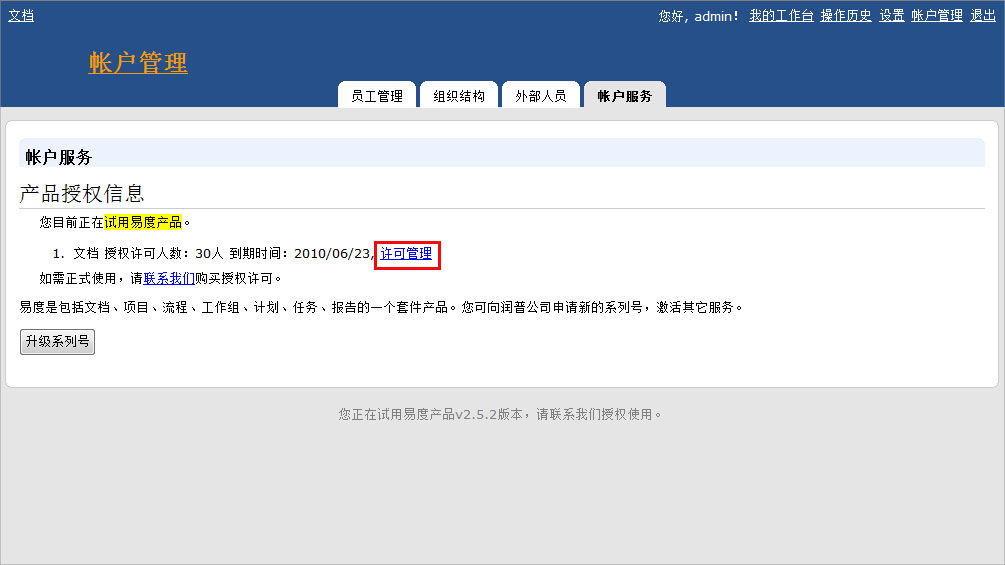 文档 您好, admin! 我的工作台 操作历史 设置 帐户管理 退出
帐户管理
员工管理 组织结构 外部人员 帐户服务
帐户服务
产品授权信息
您目前正在试用易度产品。
1. 文档 授权许可人数：30人 到期时间：2010/06/23, 许可管理
如需正式使用，请联系我们购买授权许可。
易度是包括文档、项目、流程、工作组、计划、任务、报告的一个套件产品。您可向润普公司申请新的系列号，激活其它服务。
升级系列号
您正在试用易度产品v2.5.2版本，请联系我们授权使用。